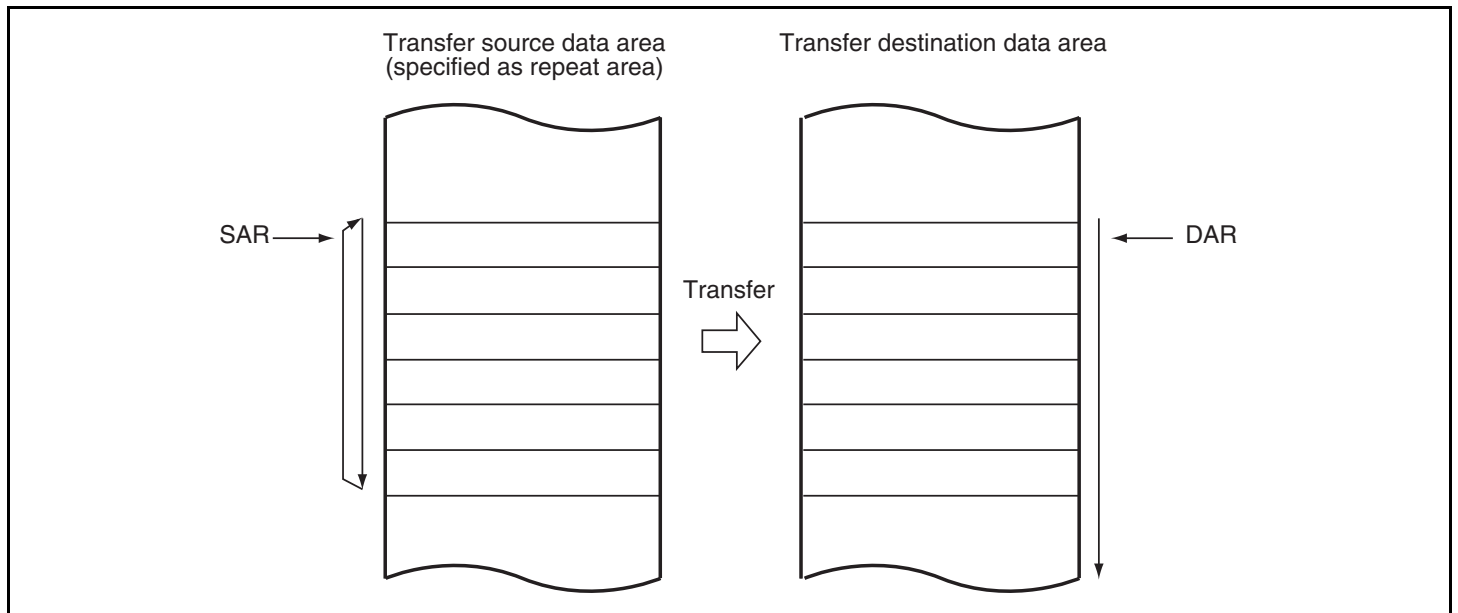 Transfer source data area
(specified as repeat area)
Transfer destination data area
SAR
Transfer
DAR